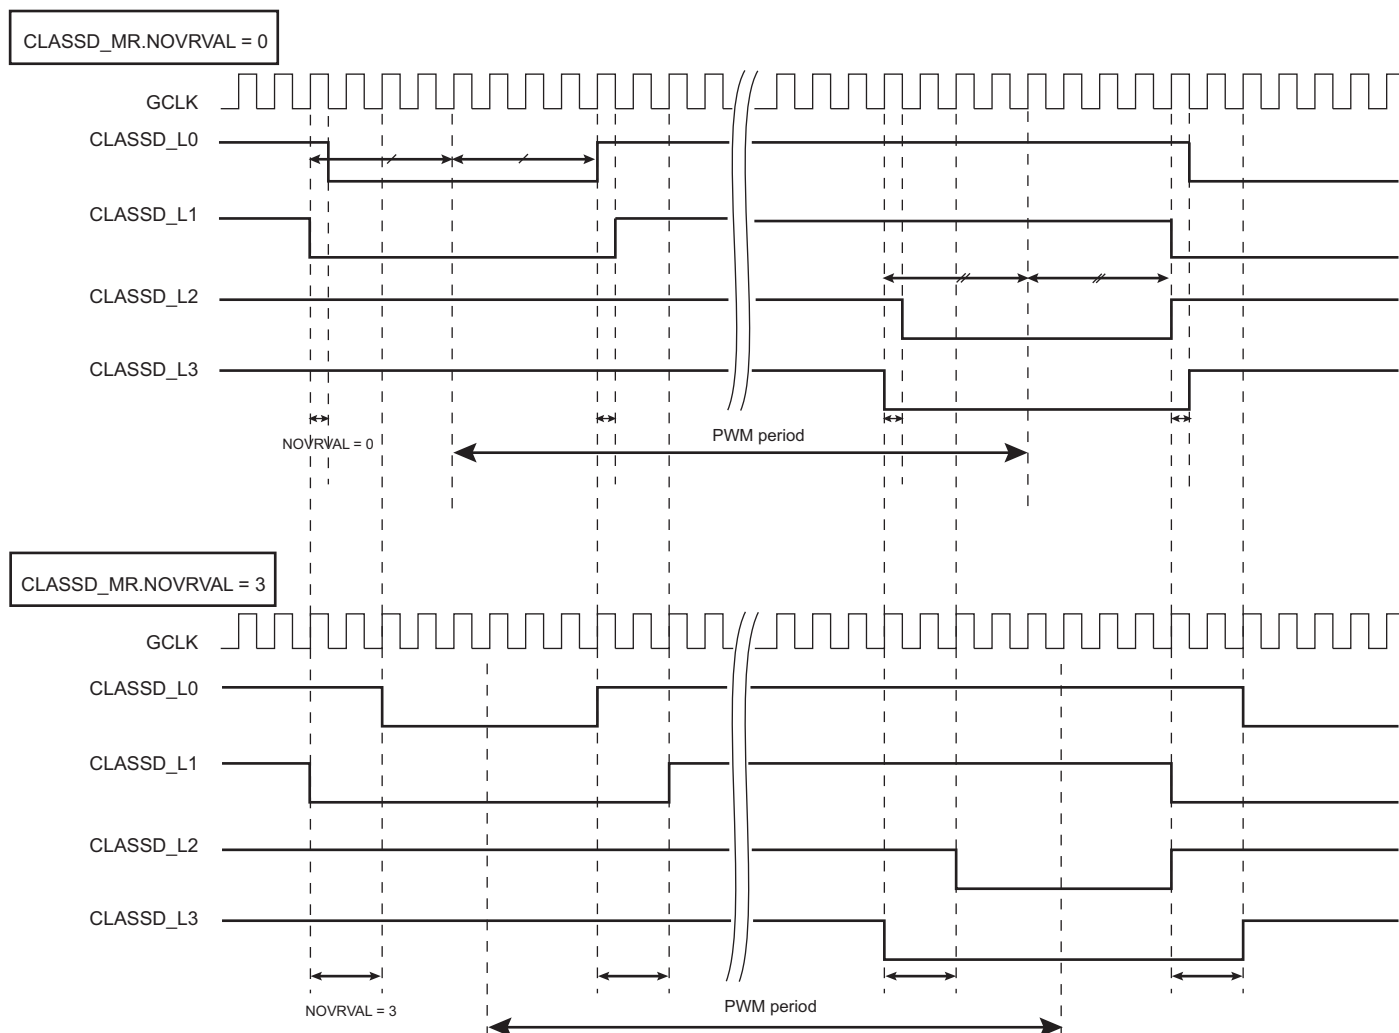 CLASSD_MR.NOVRVAL = 0
GCLK
CLASSD_L0
CLASSD_L1
CLASSD_L2
CLASSD_L3
NOVRVAL = 0
PWM period
CLASSD_MR.NOVRVAL = 3
GCLK
CLASSD_L0
CLASSD_L1
CLASSD_L2
CLASSD_L3
NOVRVAL = 3
PWM period